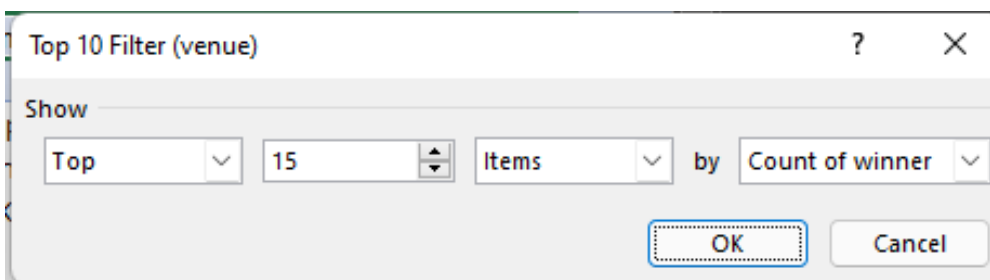 Top 10 Filter (venue) ?
Show
Top 15 Items by Count of winner
OK Cancel